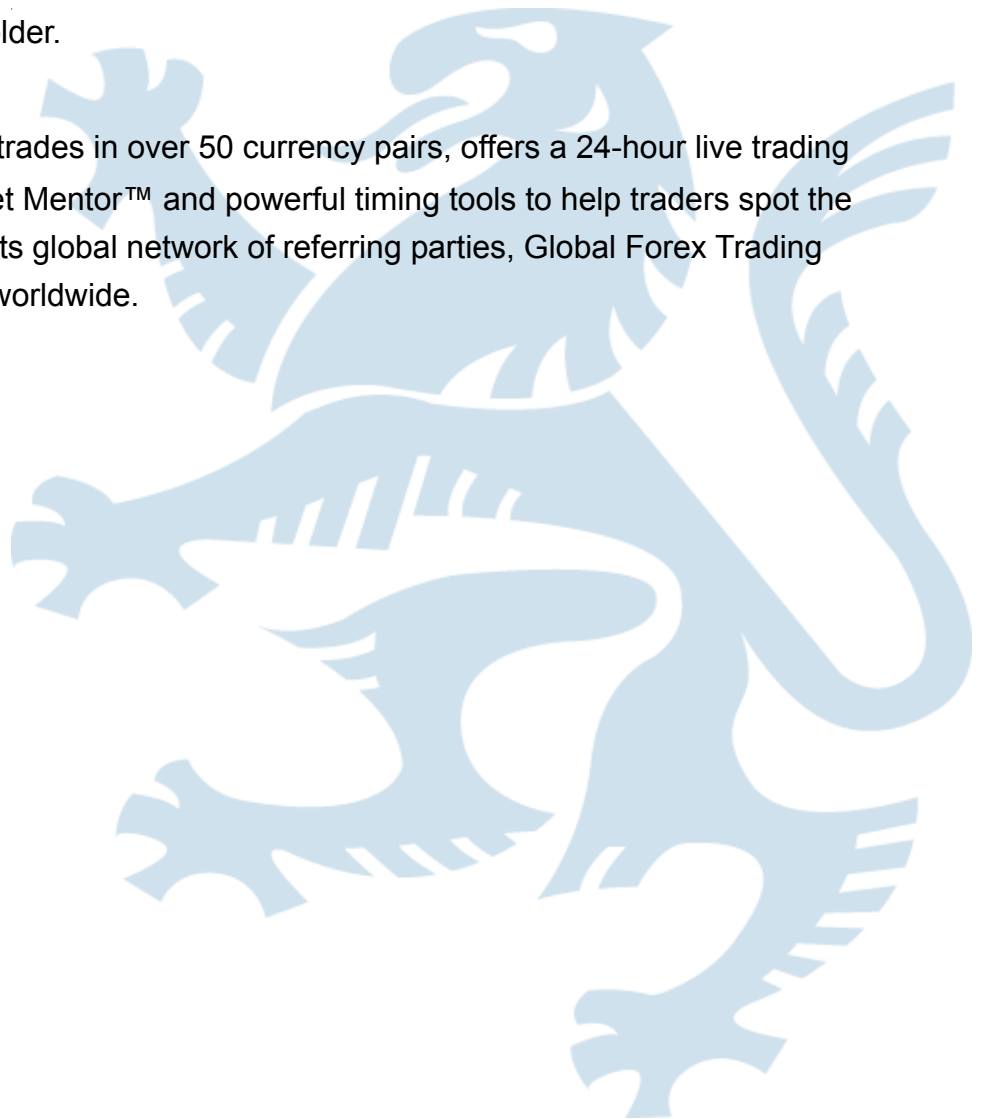 older.
trades in over 50 currency pairs, offers a 24-hour live trading
et Mentor™ and powerful timing tools to help traders spot the
ts global network of referring parties, Global Forex Trading
worldwide.